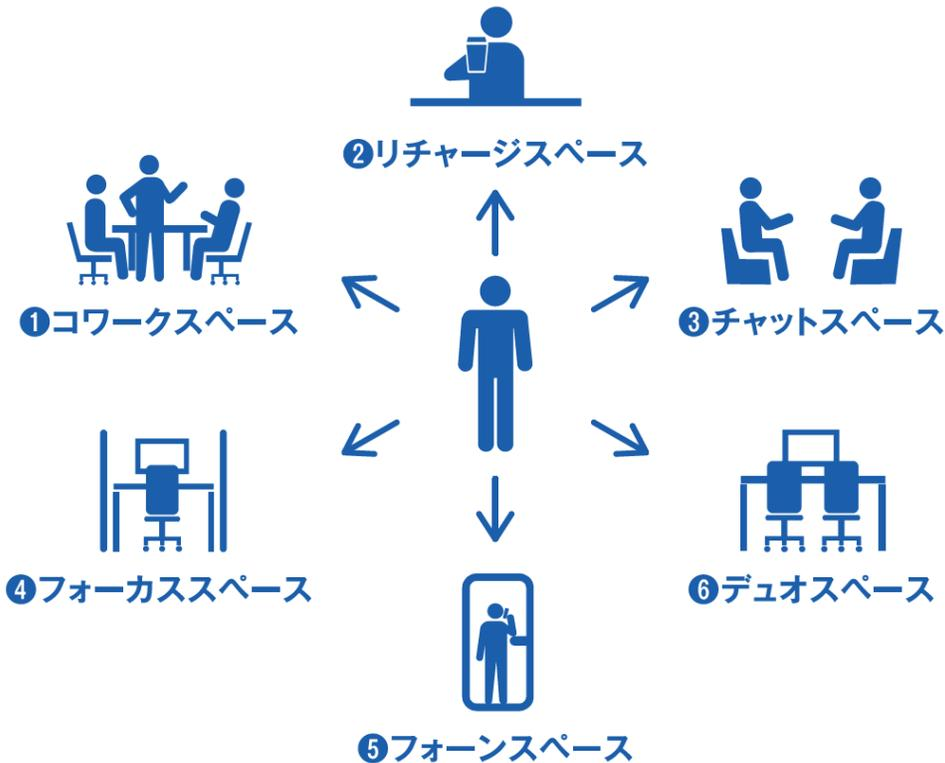 ❷リチャージスペース
❶コワークスペース
❸チャットスペース
❹フォーカススペース
❻デュオスペース
❺フォーンスペース